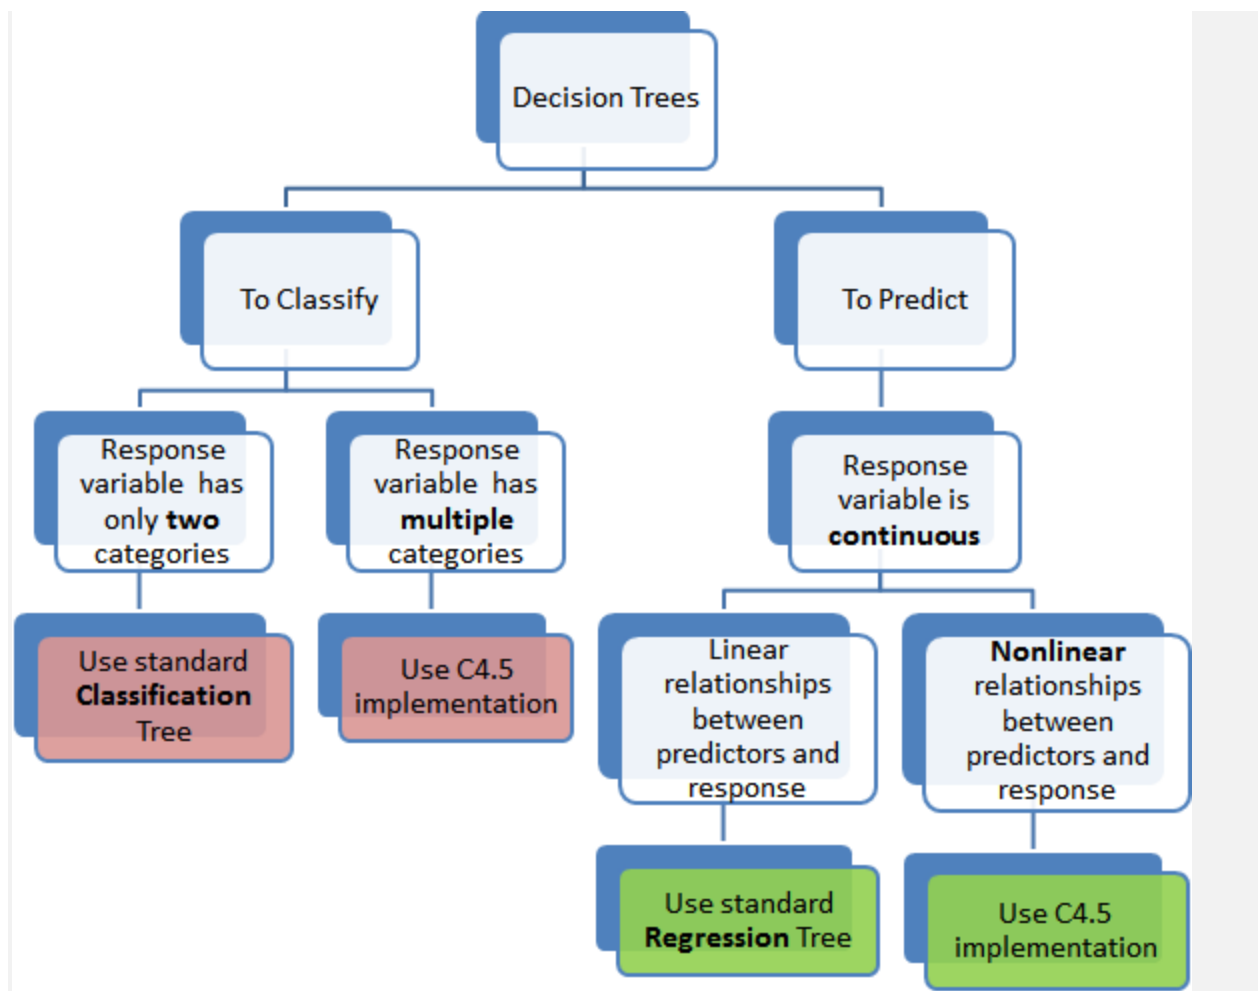 Decision Trees
To Classify
To Predict
Response
variable has
only two
categories
Response
variable has
multiple
categories
Response
variable is
continuous
Use standard
Classification
Tree
Use C4.5
implementation
Linear
relationships
between
predictors and
response
Nonlinear
relationships
between
predictors and
response
Use standard
Regression Tree
Use C4.5
implementation